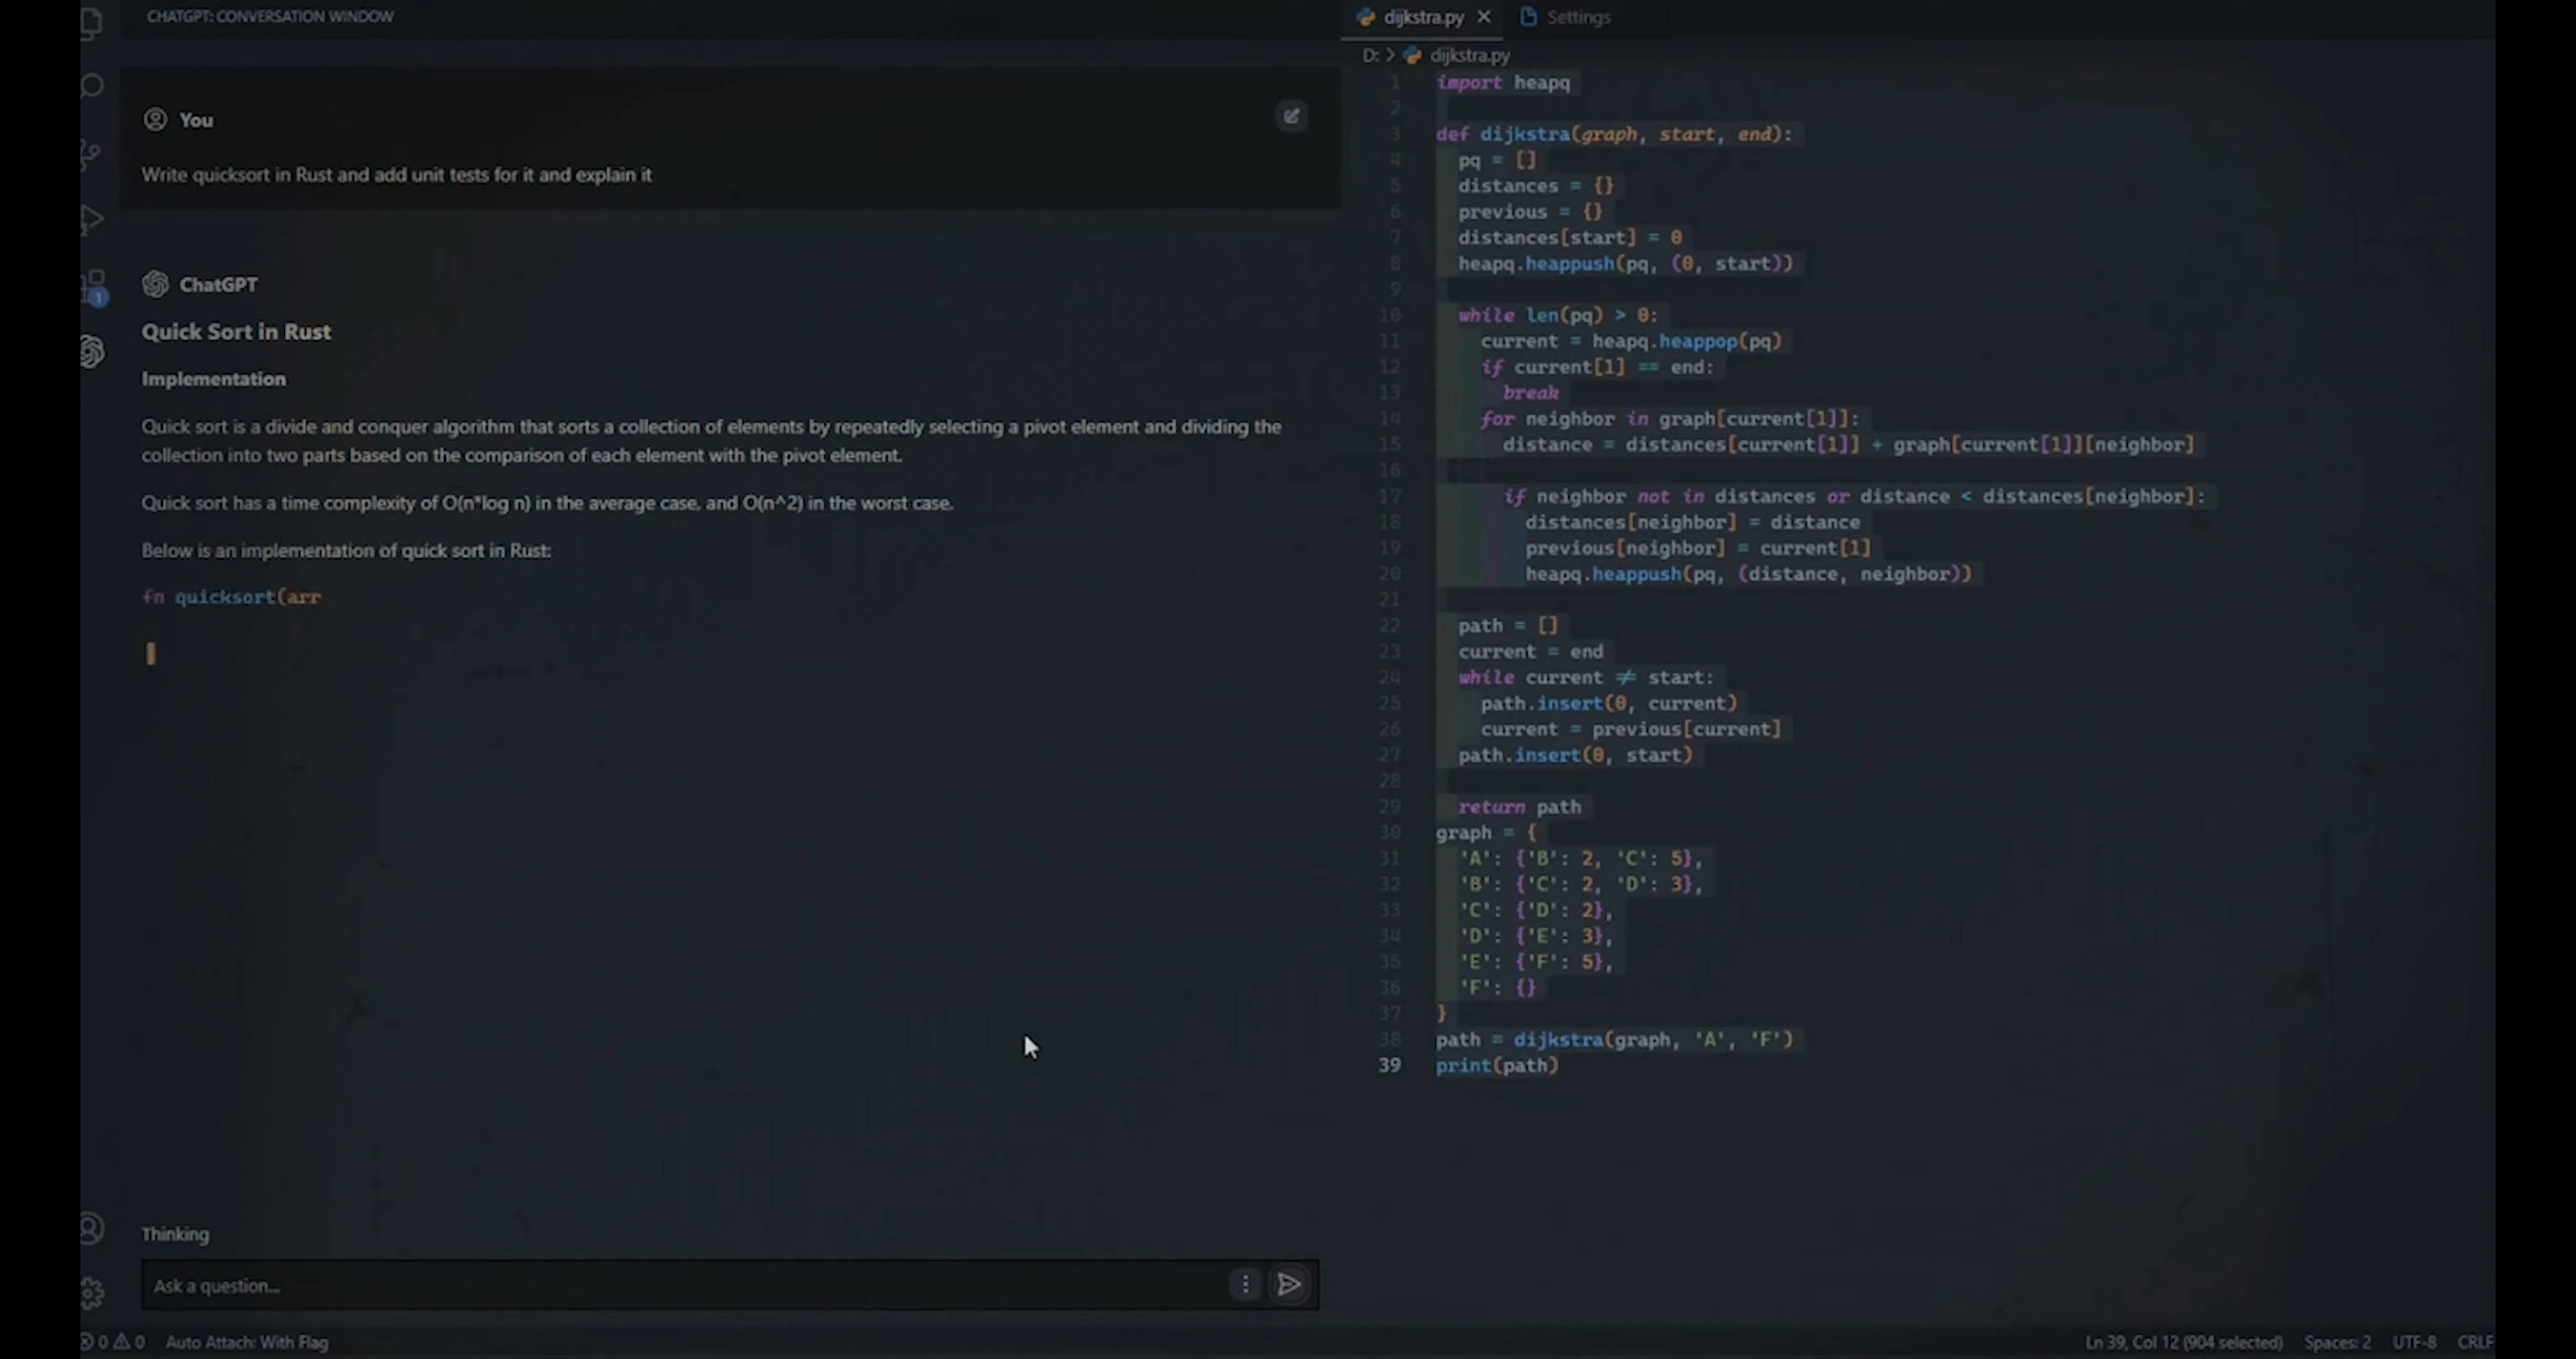 CHATGPT: CONVERSATION WINDOW
You
Write quicksort in Rust and add unit tests for it and explain it
ChatGPT
Quick Sort in Rust
Implementation
Quick sort is a divide and conquer algorithm that sorts a collection of elements by repeatedly selecting a pivot element and dividing the
collection into two parts based on the comparison of each element with the pivot element.
Quick sort has a time complexity of O(n*log n) in the average case, and O(n^2) in the worst case.
Below is an implementation of quick sort in Rust:
fn quicksort(arr
1
Thinking
Ask a question...
dijkstra.py Settings
D: > dijkstra.py
1 import heapq
2
3 def dijkstra(graph, start, end):
4 pq = []
5 distances = {}
6 previous = {}
7 distances[start] = 0
8 heapq.heappush(pq, (0, start))
9
10 while len(pq) > 0:
11 current = heapq.heappop(pq)
12 if current[1] == end:
13 break
14 for neighbor in graph[current[1]]:
15 distance = distances[current[1]] + graph[current[1]][neighbor]
16
17 if neighbor not in distances or distance < distances[neighbor]:
18 distances[neighbor] = distance
19 previous[neighbor] = current[1]
20 heapq.heappush(pq, (distance, neighbor))
21
22 path = []
23 current = end
24 while current ≠ start:
25 path.insert(0, current)
26 current = previous[current]
27 path.insert(0, start)
28
29 return path
30 graph = {
31 'A': {'B': 2, 'C': 5},
32 'B': {'C': 2, 'D': 3},
33 'C': {'D': 2},
34 'D': {'E': 3},
35 'E': {'F': 5},
36 'F': {}
37 }
38 path = dijkstra(graph, 'A', 'F')
39 print(path)
0 0 Auto Attach: With Flag
Ln 39, Col 12 (904 selected) Spaces: 2 UTF-8 CRLF